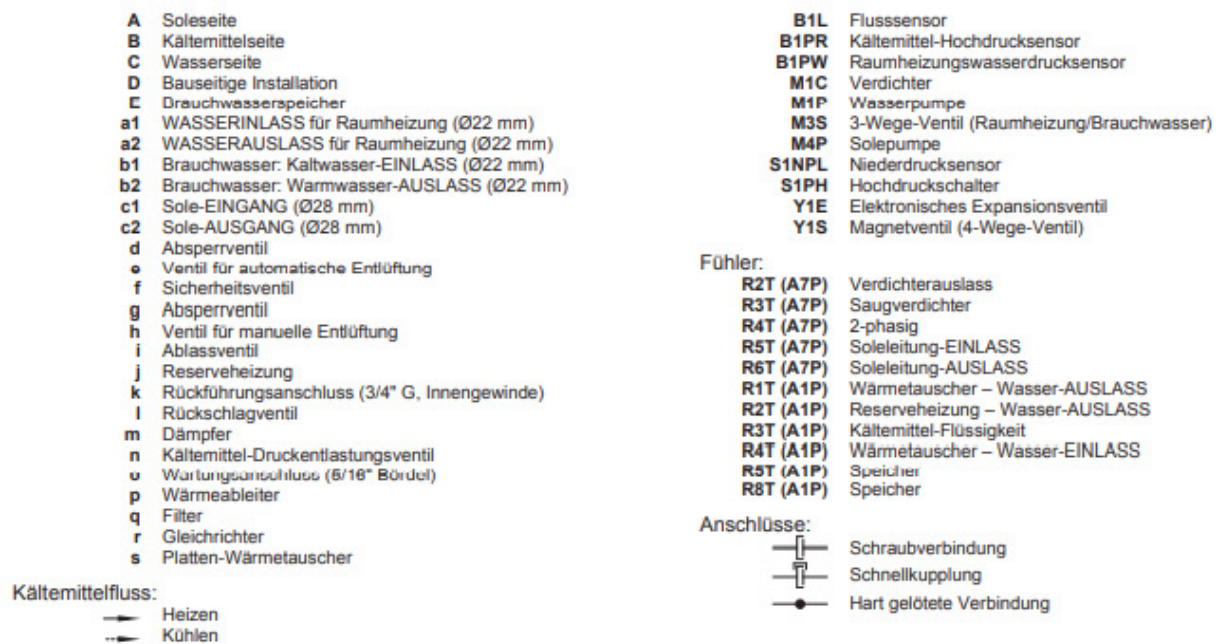 A Soleseite
B Kältemittelseite
C Wasserseite
D Bauseitige Installation
E Brauchwasserspeicher
a1 WASSERINLASS für Raumheizung (Ø22 mm)
a2 WASSERAUSLASS für Raumheizung (Ø22 mm)
b1 Brauchwasser: Kaltwasser-EINLASS (Ø22 mm)
b2 Brauchwasser: Warmwasser-AUSLASS (Ø22 mm)
c1 Sole-EINGANG (Ø28 mm)
c2 Sole-AUSGANG (Ø28 mm)
d Absperrventil
e Ventil für automatische Entlüftung
f Sicherheitsventil
g Absperrventil
h Ventil für manuelle Entlüftung
i Ablassventil
j Reserveheizung
k Rückführungsanschluss (3/4" G, Innengewinde)
l Rückschlagventil
m Dämpfer
n Kältemittel-Druckentlastungsventil
o Wartungsanschluss (5/16" Bördel)
p Wärmeableiter
q Filter
r Gleichrichter
s Platten-Wärmetauscher
Kältemittelfluss:
Heizen
Kühlen
B1L Flusssensor
B1PR Kältemittel-Hochdrucksensor
B1PW Raumheizungswasserdrucksensor
M1C Verdichter
M1P Wasserpumpe
M3S 3-Wege-Ventil (Raumheizung/Brauchwasser)
M4P Solepumpe
S1NPL Niederdrucksensor
S1PH Hochdruckschalter
Y1E Elektronisches Expansionsventil
Y1S Magnetventil (4-Wege-Ventil)
Fühler:
R2T (A7P) Verdichterauslass
R3T (A7P) Saugverdichter
R4T (A7P) 2-phasig
R5T (A7P) Soleleitung-EINLASS
R6T (A7P) Soleleitung-AUSLASS
R1T (A1P) Wärmetauscher – Wasser-AUSLASS
R2T (A1P) Reserveheizung – Wasser-AUSLASS
R3T (A1P) Kältemittel-Flüssigkeit
R4T (A1P) Wärmetauscher – Wasser-EINLASS
R5T (A1P) Speicher
R8T (A1P) Speicher
Anschlüsse:
Schraubverbindung
Schnellkupplung
Hart gelötete Verbindung